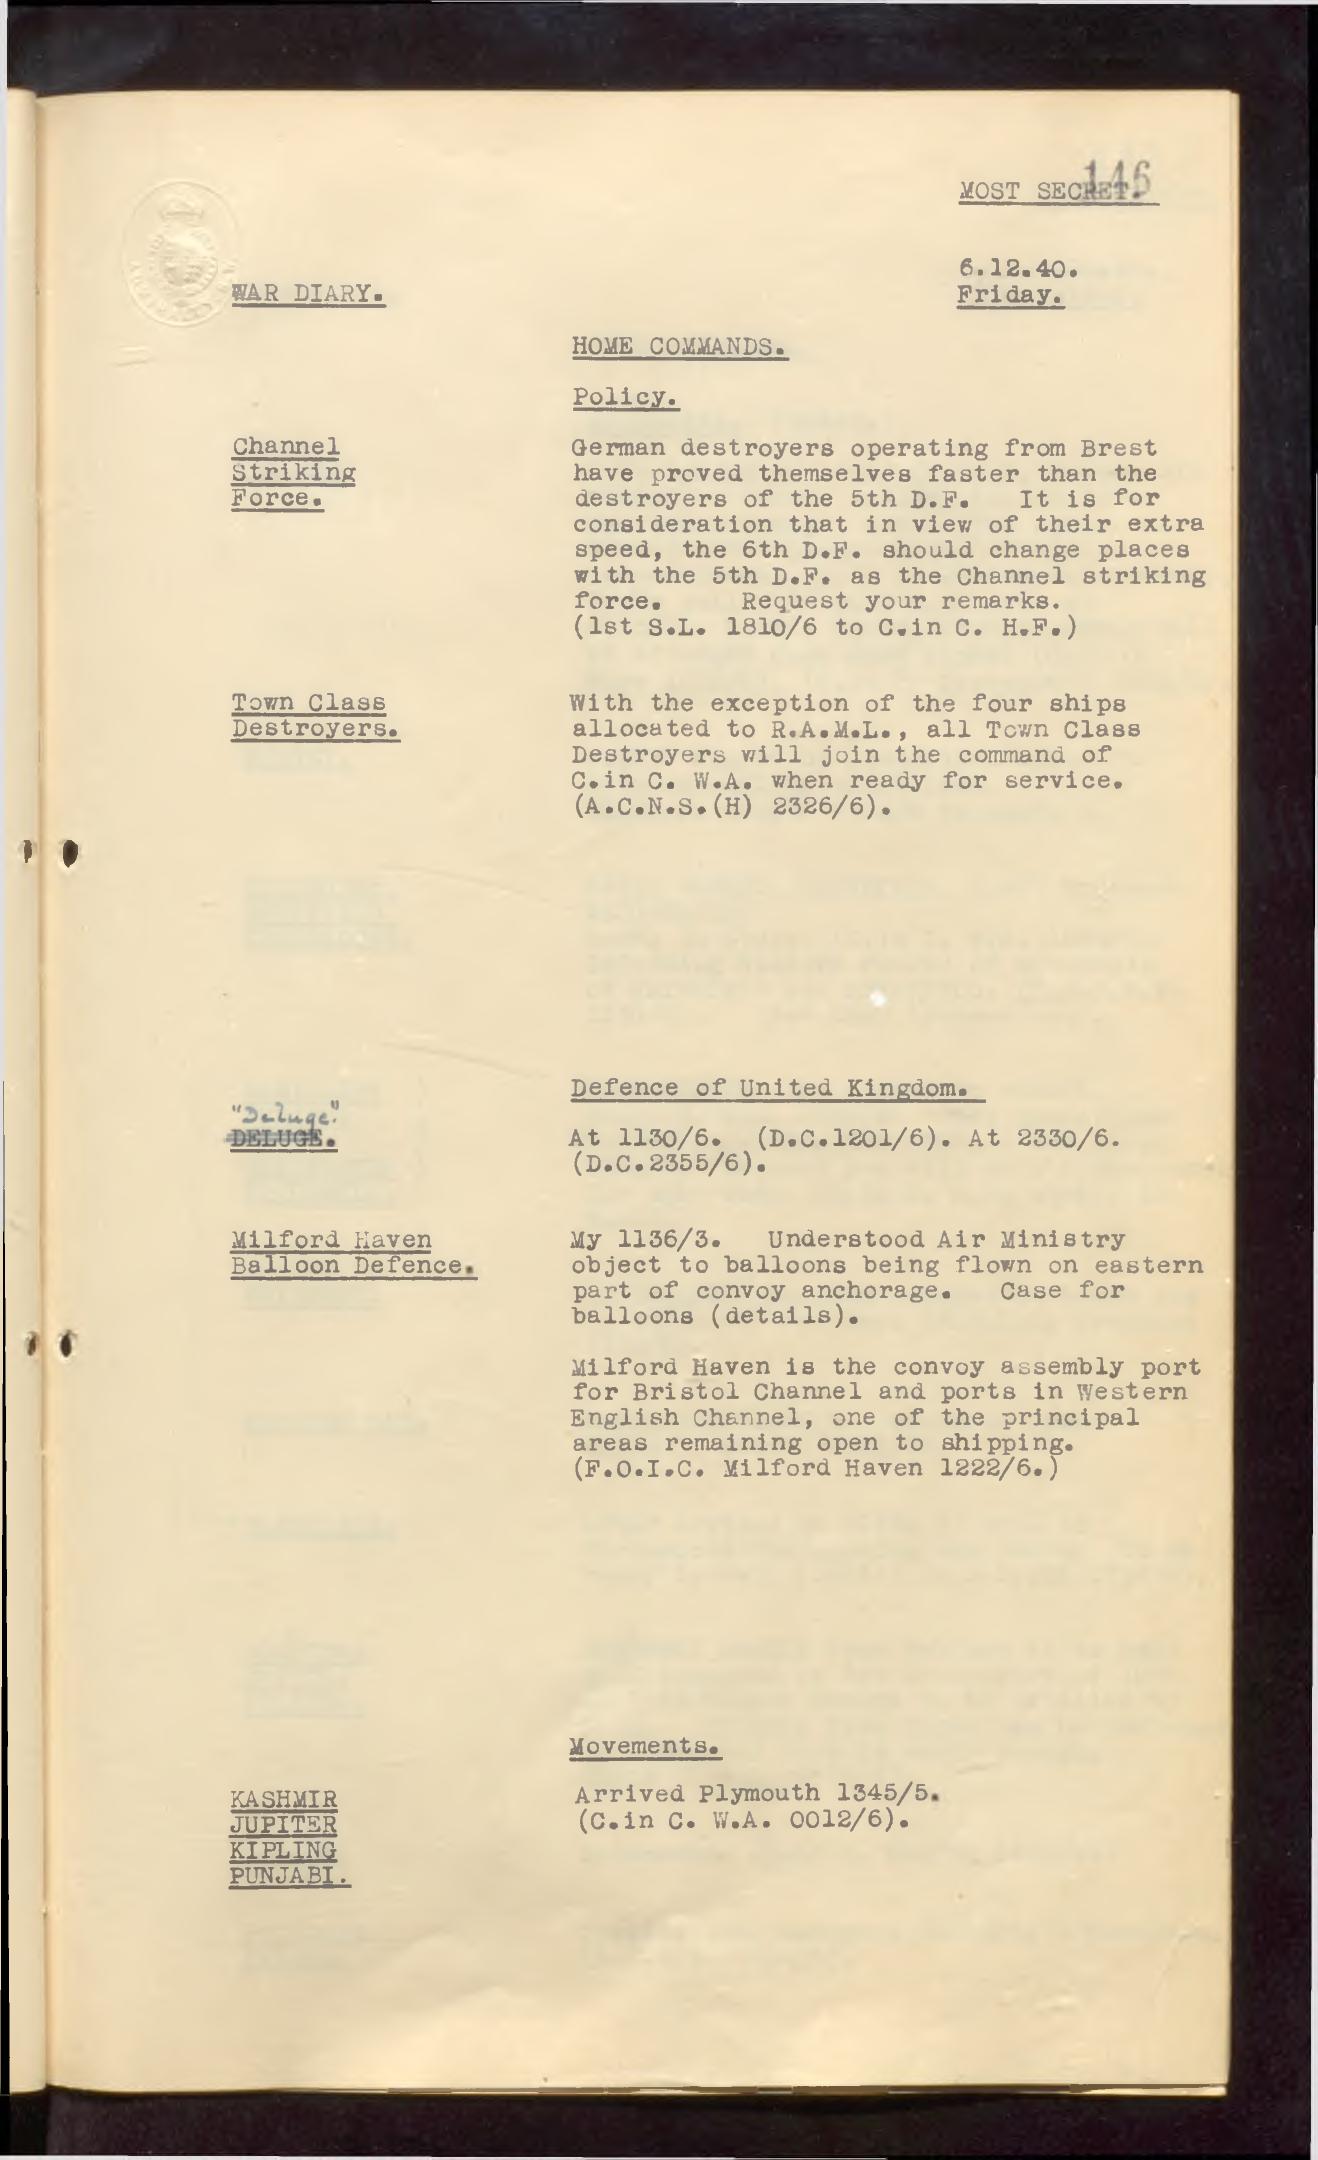 146
MOST SECRET.
6.12.40.
Friday.
WAR DIARY.
HOME COMMANDS.
Policy.
Channel
Striking
Force.
German destroyers operating from Brest
have proved themselves faster than the
destroyers of the 5th D.F. It is for
consideration that in view of their extra
speed, the 6th D.F. should change places
with the 5th D.F. as the Channel striking
force. Request your remarks.
(1st S.L. 1810/6 to C.in C. H.F.)
Town Class
Destroyers.
With the exception of the four ships
allocated to R.A.M.L., all Town Class
Destroyers will join the command of
C.in C. W.A. when ready for service.
(A.C.N.S.(H) 2326/6).
Defence of United Kingdom.
"Deluge".
DELUGE.
At 1130/6. (D.C.1201/6). At 2330/6.
(D.C.2355/6).
Milford Haven
Balloon Defence.
My 1136/3. Understood Air Ministry
object to balloons being flown on eastern
part of convoy anchorage. Case for
balloons (details).
Milford Haven is the convoy assembly port
for Bristol Channel and ports in Western
English Channel, one of the principal
areas remaining open to shipping.
(F.O.I.C. Milford Haven 1222/6.)
Movements.
KASHMIR
JUPITER
KIPLING
PUNJABI.
Arrived Plymouth 1345/5.
(C.in C. W.A. 0012/6).